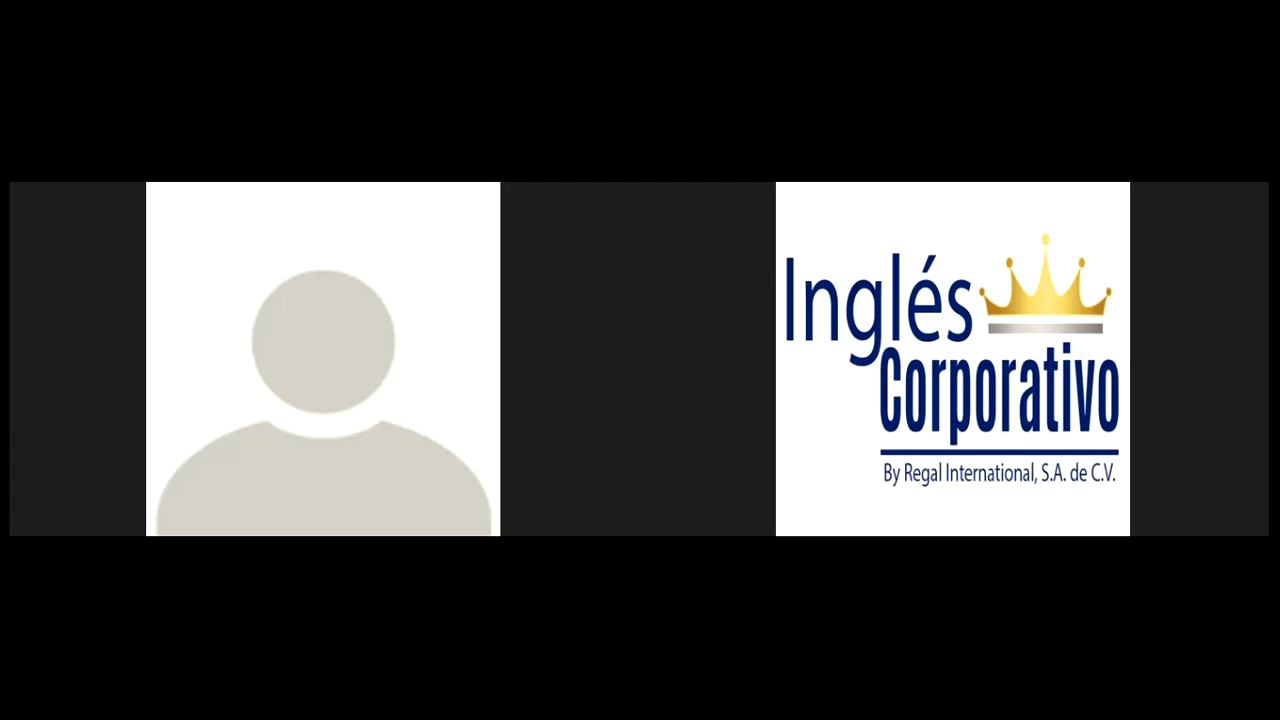 Inglés
Corporativo
By Regal International, S.A. de C.V.